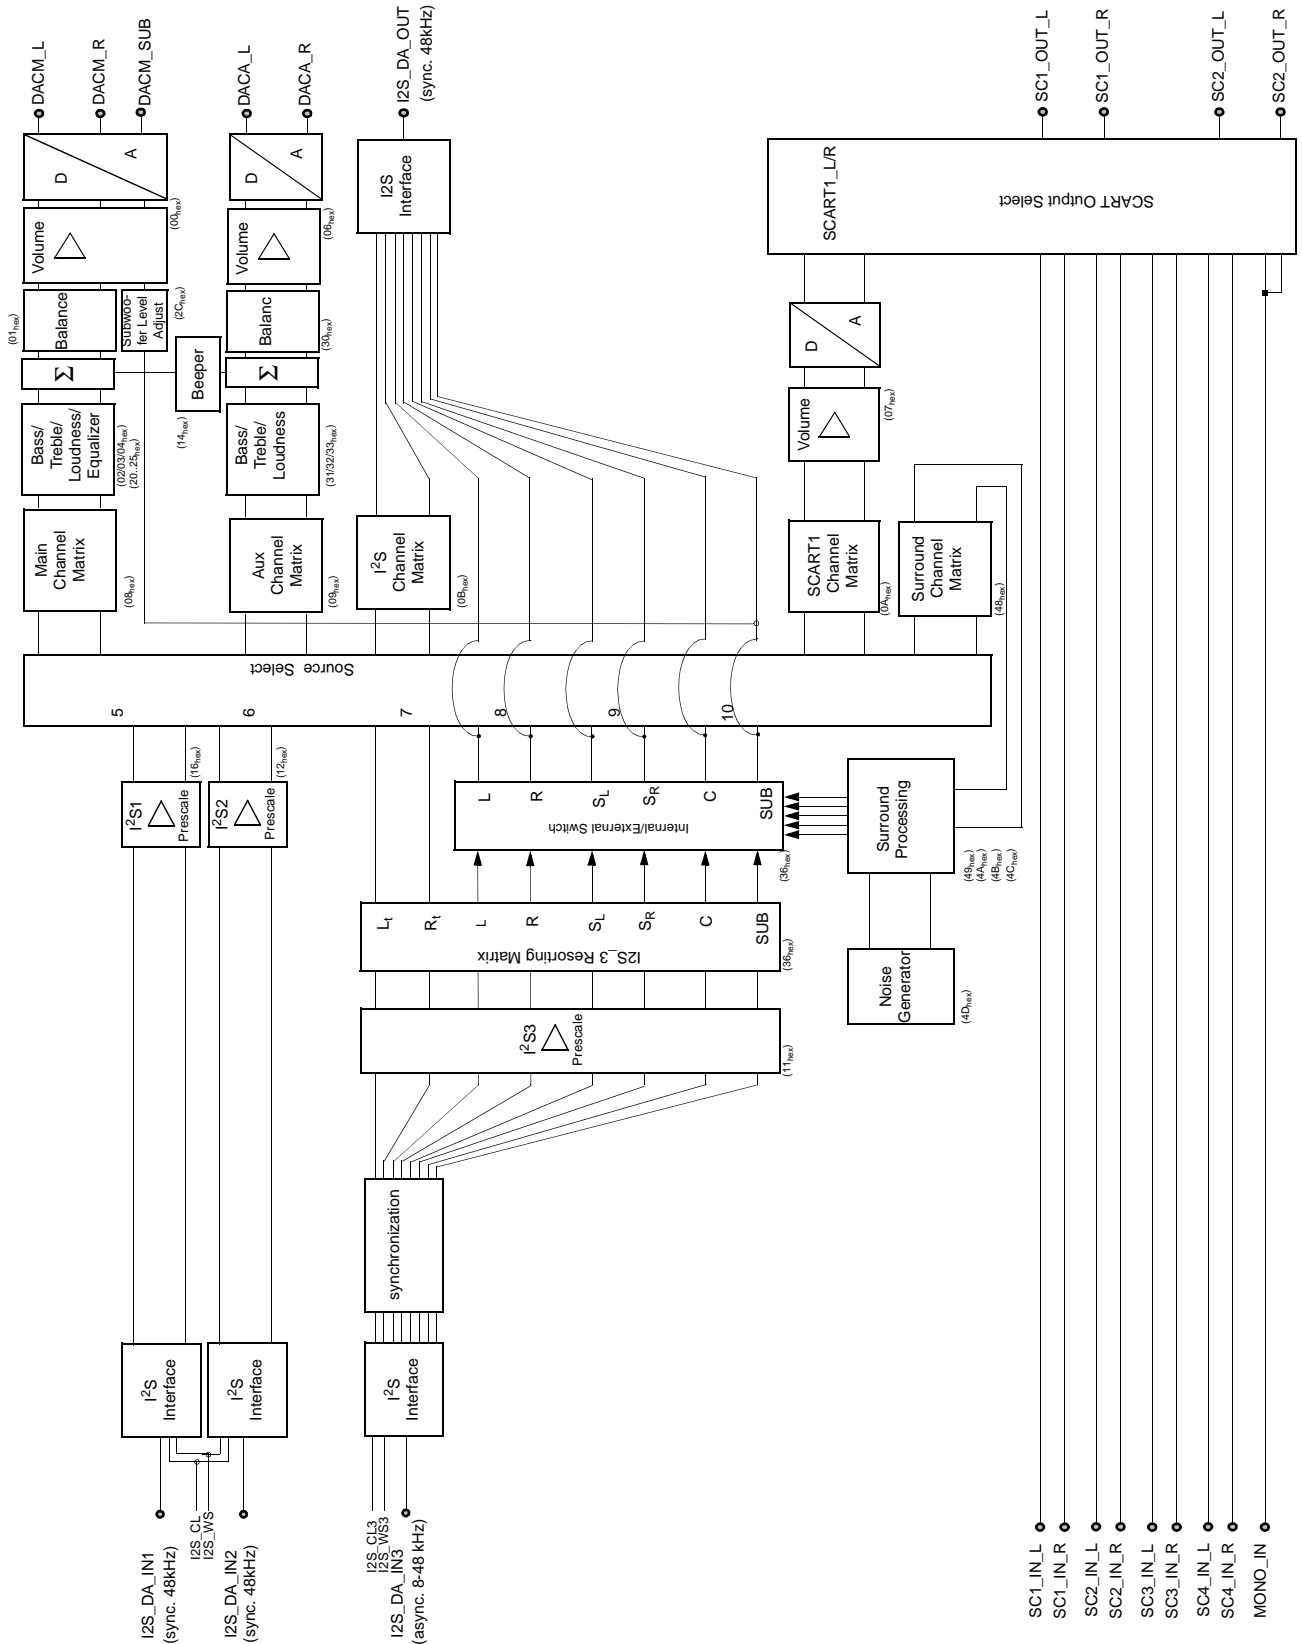 DACM_L
DACM_R
DACM_SUB
DACA_L
DACA_R
I2S_DA_OUT
(sync. 48kHz)
SC1_OUT_L
SC1_OUT_R
SC2_OUT_L
SC2_OUT_R
D
A
D
A
I2S
Interface
SCART1_L/R
SCART Output Select
Volume
(00hex)
Volume
(06hex)
(01hex)
Balance
Subwoo-
fer Level
Adjust
(2Chex)
Balanc
(30hex)
Σ
Beeper
(14hex)
Σ
D
A
Volume
(07hex)
Bass/
Treble/
Loudness/
Equalizer
(02/03/04hex)
(20..25hex)
Bass/
Treble/
Loudness
(31/32/33hex)
Main
Channel
Matrix
(08hex)
Aux
Channel
Matrix
(09hex)
I²S
Channel
Matrix
(0Bhex)
SCART1
Channel
Matrix
(0Ahex)
Surround
Channel
Matrix
(48hex)
Source Select
5
6
7
8
9
10
I²S1
Prescale
(16hex)
I²S2
Prescale
(12hex)
L
R
SL
SR
C
SUB
Internal/External Switch
(36hex)
Surround
Processing
(49hex)
(4Ahex)
(4Bhex)
(4Chex)
Lt
Rt
L
R
SL
SR
C
SUB
I2S_3 Resorting Matrix
(36hex)
Noise
Generator
(4Dhex)
I²S3
Prescale
(11hex)
synchronization
I²S
Interface
I²S
Interface
I²S
Interface
I2S_DA_IN1
(sync. 48kHz)
I2S_CL
I2S_WS
I2S_DA_IN2
(sync. 48kHz)
I2S_CL3
I2S_WS3
I2S_DA_IN3
(async. 8-48 kHz)
SC1_IN_L
SC1_IN_R
SC2_IN_L
SC2_IN_R
SC3_IN_L
SC3_IN_R
SC4_IN_L
SC4_IN_R
MONO_IN